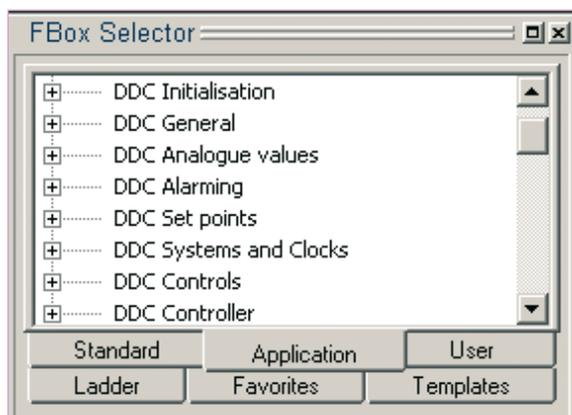 FBox Selector
DDC Initialisation
DDC General
DDC Analogue values
DDC Alarming
DDC Set points
DDC Systems and Clocks
DDC Controls
DDC Controller
Standard Application User
Ladder Favorites Templates